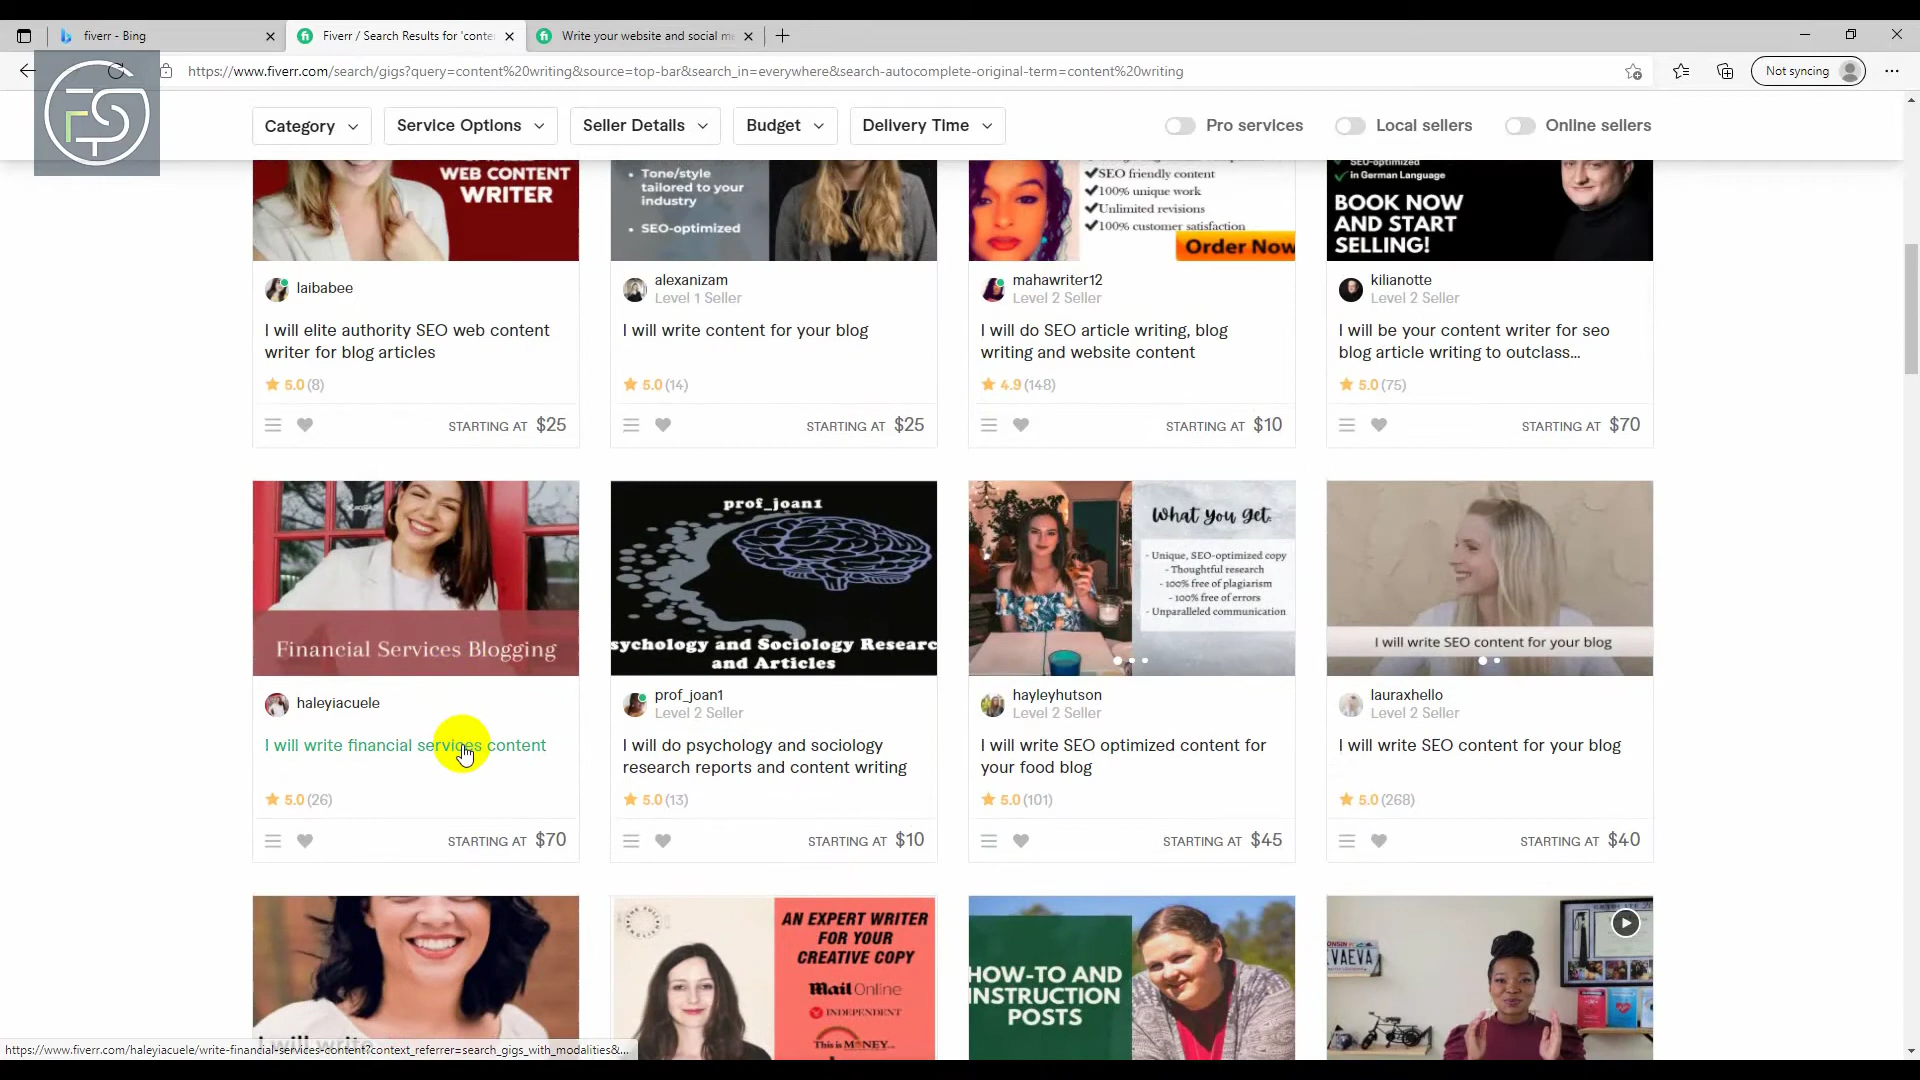 fiverr - Bing
Fiverr / Search Results for 'conte
Write your website and social me
https://www.fiverr.com/search/gigs?query=content%20writing&source=top-bar&search_in=everywhere&search-autocomplete-original-term=content%20writing
Not syncing
Category
Service Options
Seller Details
Budget
Delivery Time
Pro services
Local sellers
Online sellers
WEB CONTENT
WRITER
• Tone/style
tailored to your
industry
• SEO-optimized
✔SEO friendly content
✔100% unique work
✔Unlimited revisions
✔100% customer satisfaction
Order Now
SEO-optimized
in German Language
BOOK NOW
AND START
SELLING!
laibabee
alexanizam
Level 1 Seller
mahawriter12
Level 2 Seller
kilianotte
Level 2 Seller
I will elite authority SEO web content
writer for blog articles
I will write content for your blog
I will do SEO article writing, blog
writing and website content
I will be your content writer for seo
blog article writing to outclass...
5.0 (8)
5.0 (14)
4.9 (148)
5.0 (75)
STARTING AT $25
STARTING AT $25
STARTING AT $10
STARTING AT $70
Financial Services Blogging
prof_joan1
sychology and Sociology Researc
and Articles
What You Get:
- Unique, SEO-optimized copy
- Thoughtful research
- 100% free of plagiarism
- 100% free of errors
- Unparalleled communication
I will write SEO content for your blog
haleyiacuele
prof_joan1
Level 2 Seller
hayleyhutson
Level 2 Seller
lauraxhello
Level 2 Seller
I will write financial services content
I will do psychology and sociology
research reports and content writing
I will write SEO optimized content for
your food blog
I will write SEO content for your blog
5.0 (26)
5.0 (13)
5.0 (101)
5.0 (268)
STARTING AT $70
STARTING AT $10
STARTING AT $45
STARTING AT $40
I will write
AN EXPERT WRITER
FOR YOUR
CREATIVE COPY
Mail Online
INDEPENDENT
This is MONEY
HOW-TO AND
INSTRUCTION
POSTS
https://www.fiverr.com/haleyiacuele/write-financial-services-content?context_referrer=search_gigs_with_modalities&...